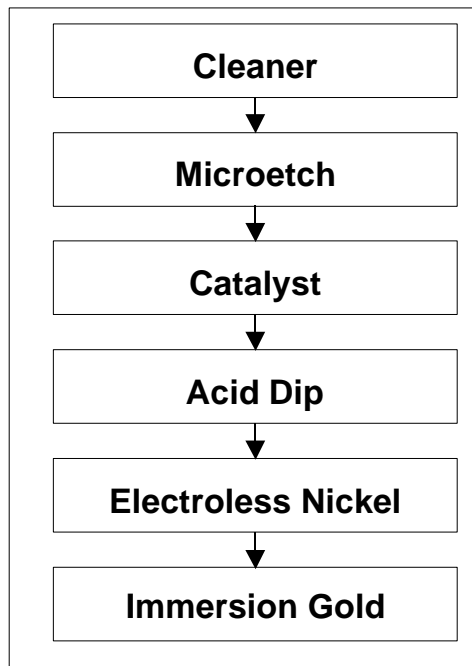 Cleaner
Microetch
Catalyst
Acid Dip
Electroless Nickel
Immersion Gold